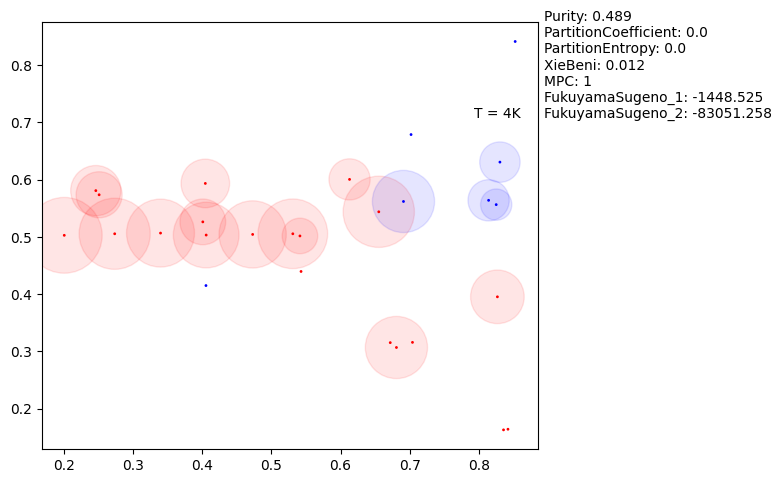 Purity: 0.489
PartitionCoefficient: 0.0
PartitionEntropy: 0.0
XieBeni: 0.012
MPC: 1
FukuyamaSugeno_1: -1448.525
FukuyamaSugeno_2: -83051.258
T = 4K
0.8
0.7
0.6
0.5
0.4
0.3
0.2
0.2 0.3 0.4 0.5 0.6 0.7 0.8